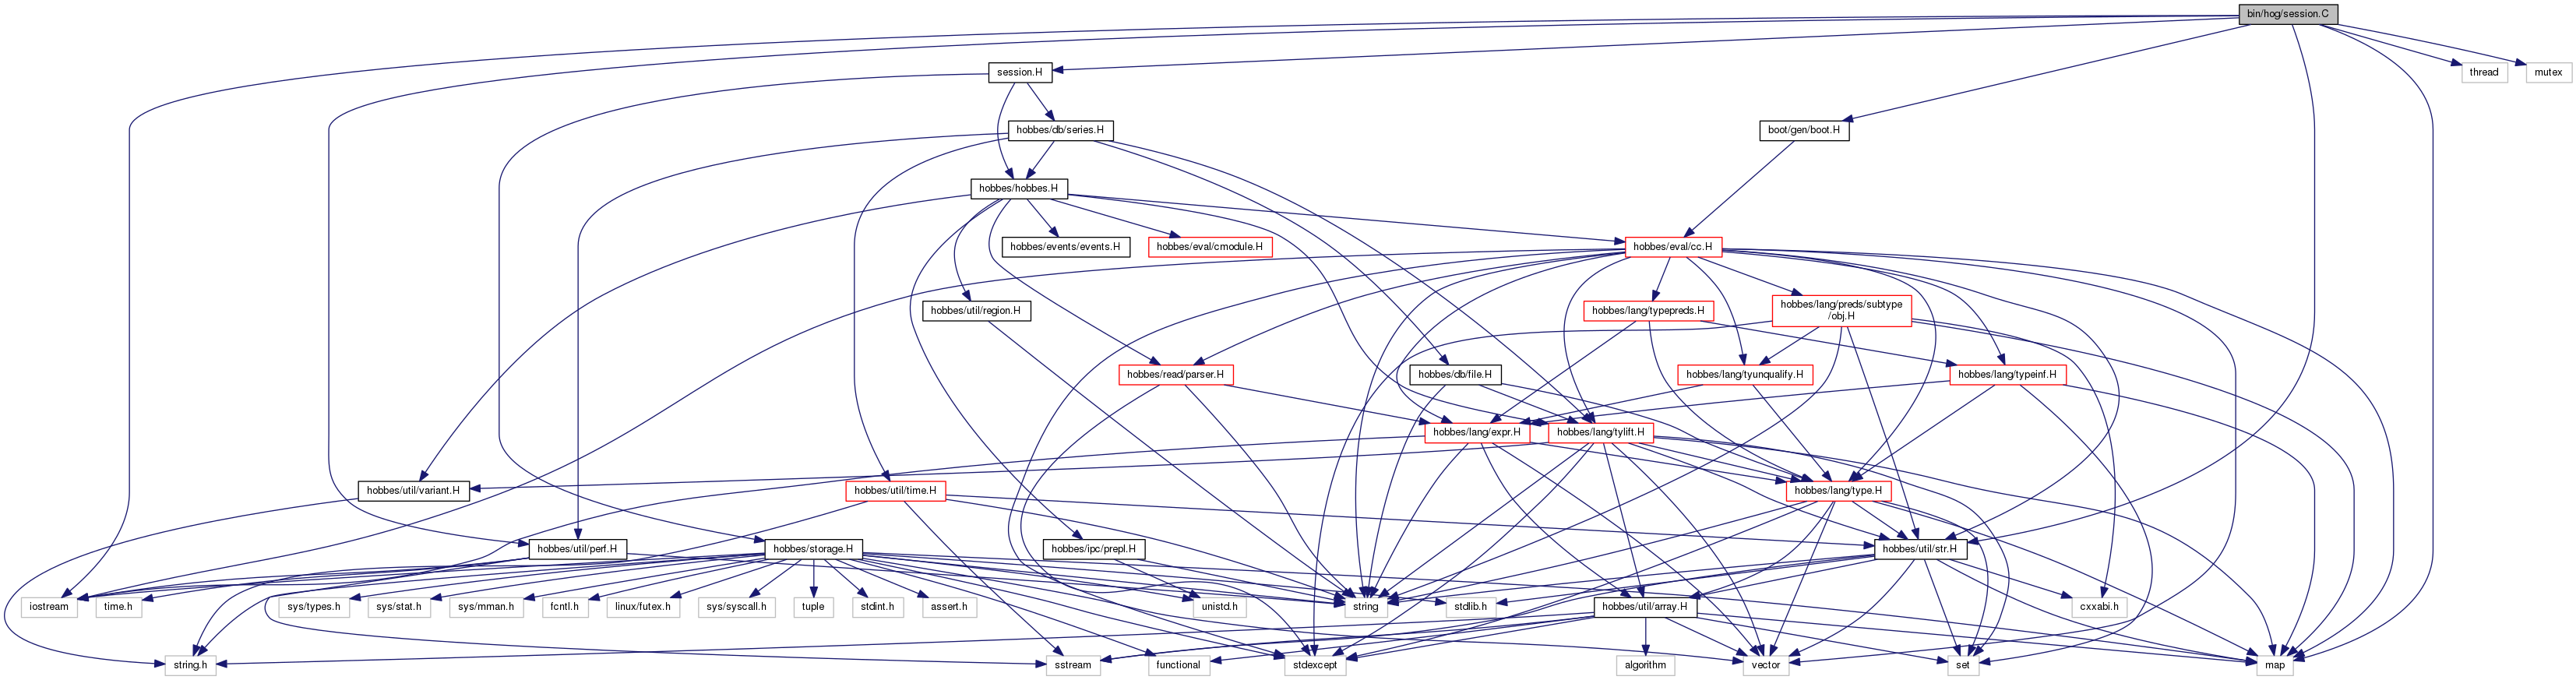 bin/hog/session.C
session.H
thread
mutex
hobbes/db/series.H
boot/gen/boot.H
hobbes/hobbes.H
hobbes/events/events.H
hobbes/eval/cmodule.H
hobbes/eval/cc.H
hobbes/util/region.H
hobbes/lang/typepreds.H
hobbes/lang/preds/subtype
/obj.H
hobbes/read/parser.H
hobbes/db/file.H
hobbes/lang/tyunqualify.H
hobbes/lang/typeinf.H
hobbes/lang/expr.H
hobbes/lang/tylift.H
hobbes/util/variant.H
hobbes/util/time.H
hobbes/lang/type.H
hobbes/util/perf.H
hobbes/storage.H
hobbes/ipc/prepl.H
hobbes/util/str.H
iostream
time.h
sys/types.h
sys/stat.h
sys/mman.h
fcntl.h
linux/futex.h
sys/syscall.h
tuple
stdint.h
assert.h
unistd.h
string
stdlib.h
hobbes/util/array.H
cxxabi.h
string.h
sstream
functional
stdexcept
algorithm
vector
set
map